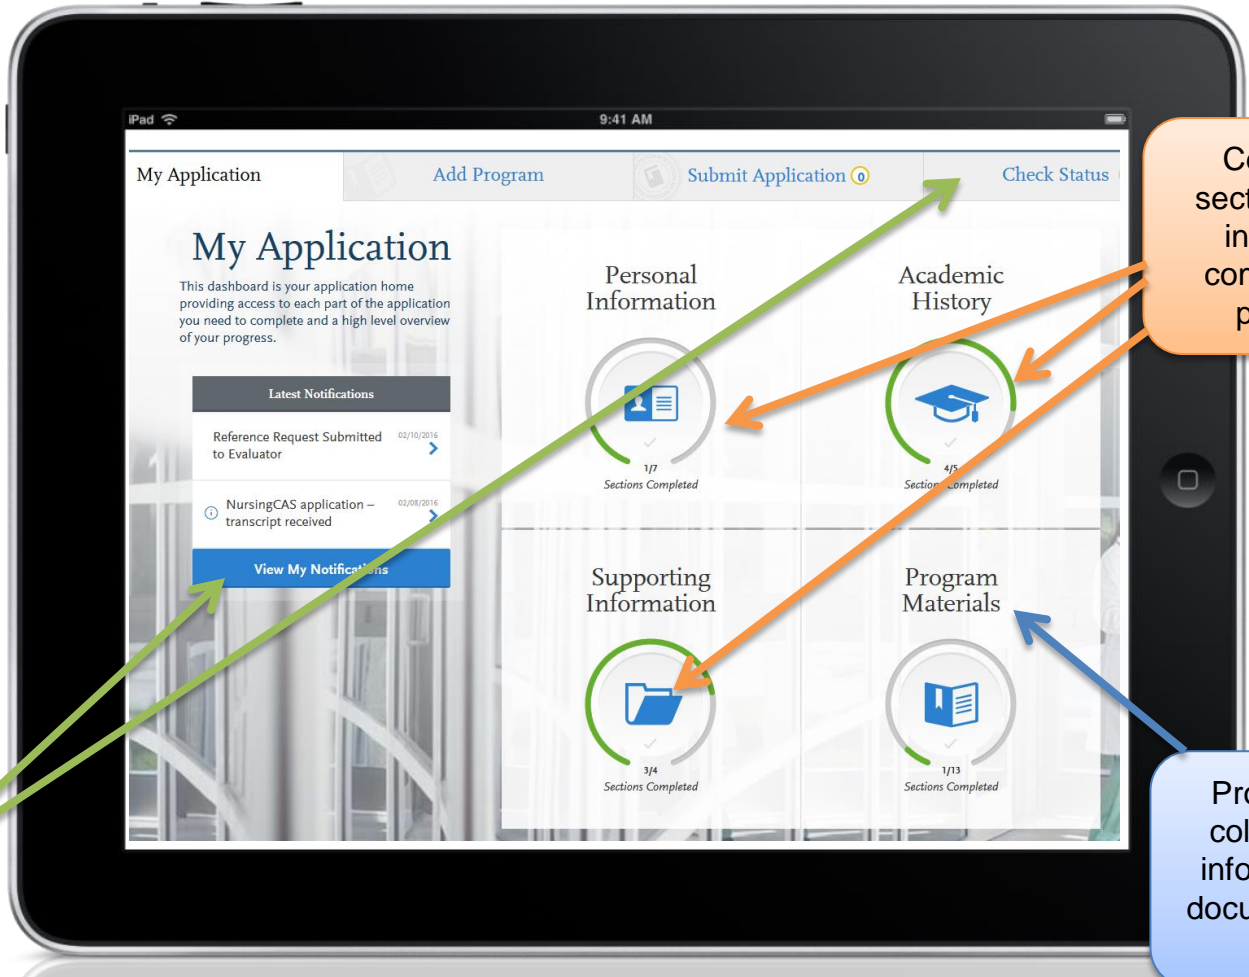 iPad
9:41 AM
My Application
Add Program
Submit Application 0
Check Status
My Application
This dashboard is your application home
providing access to each part of the application
you need to complete and a high level overview
of your progress.
Latest Notifications
Reference Request Submitted
to Evaluator
02/10/2016
NursingCAS application –
transcript received
02/08/2016
View My Notifications
Personal
Information
1/7
Sections Completed
Academic
History
4/5
Sections Completed
Supporting
Information
3/4
Sections Completed
Program
Materials
1/13
Sections Completed